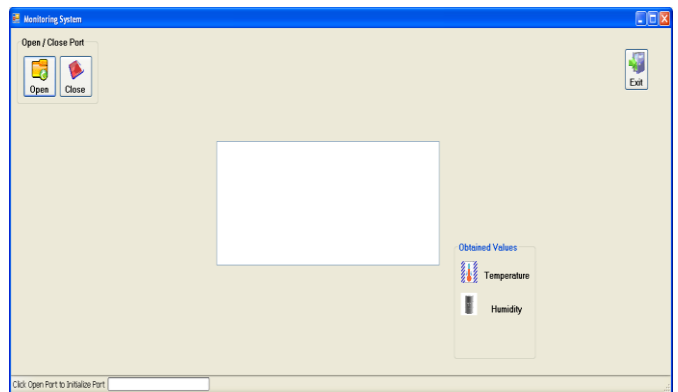 Monitoring System
Open / Close Port
Open Close
Exit
Obtained Values
Temperature
Humidity
Click Open Port to Initialize Port